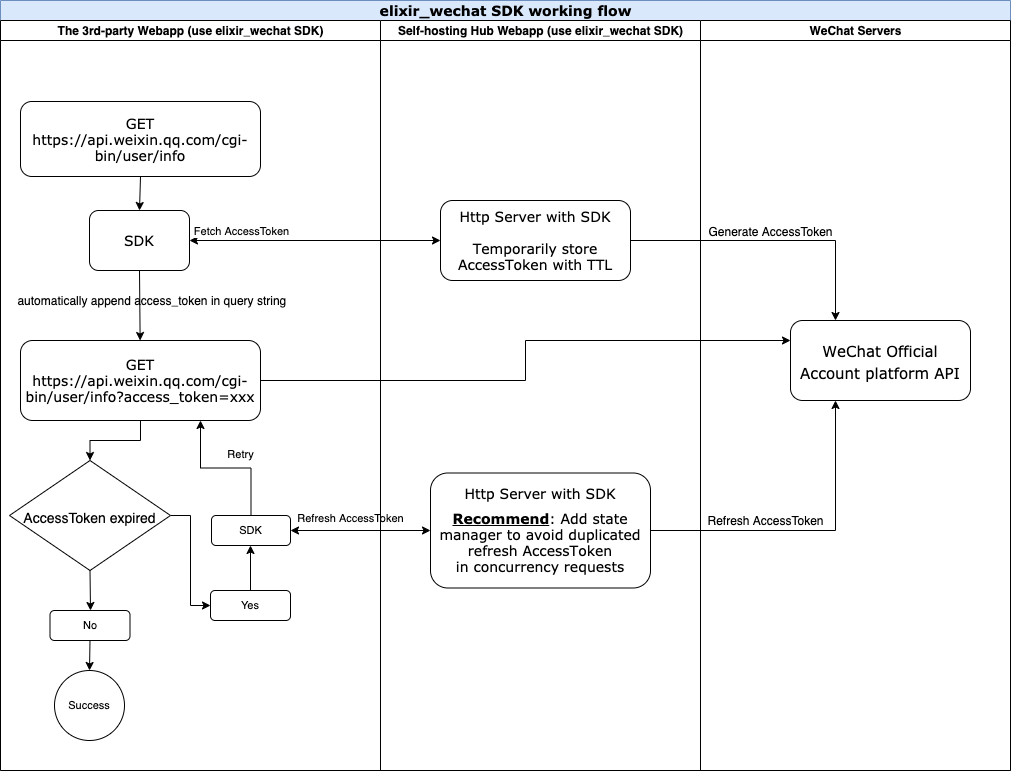 elixir_wechat SDK working flow
The 3rd-party Webapp (use elixir_wechat SDK)
Self-hosting Hub Webapp (use elixir_wechat SDK)
WeChat Servers
GET
https://api.weixin.qq.com/cgi-
bin/user/info
SDK
Fetch AccessToken
Http Server with SDK
Temporarily store
AccessToken with TTL
Generate AccessToken
automatically append access_token in query string
GET
https://api.weixin.qq.com/cgi-
bin/user/info?access_token=xxx
WeChat Official
Account platform API
Retry
AccessToken expired
SDK
Refresh AccessToken
Http Server with SDK
Recommend: Add state
manager to avoid duplicated
refresh AccessToken
in concurrency requests
Refresh AccessToken
Yes
No
Success